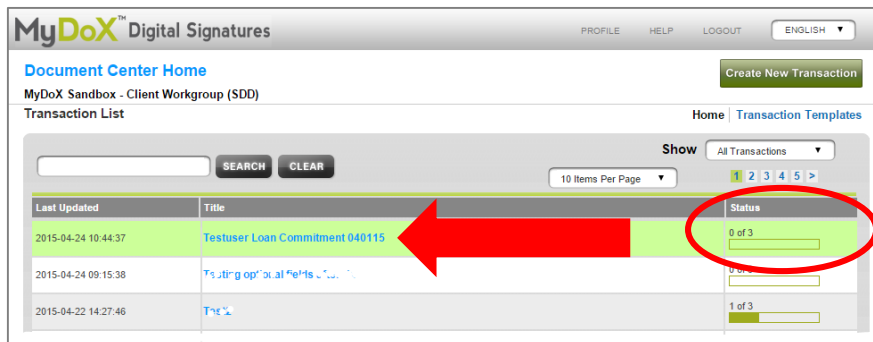 MyDoX™ Digital Signatures PROFILE HELP LOGOUT ENGLISH
Document Center Home Create New Transaction
MyDoX Sandbox - Client Workgroup (SDD)
Transaction List Home Transaction Templates
Show All Transactions
SEARCH CLEAR 10 Items Per Page 1 2 3 4 5 >
Last Updated Title Status
2015-04-24 10:44:37 Testuser Loan Commitment 040115 0 of 3
2015-04-24 09:15:38 Testing optional fields
2015-04-22 14:27:46 1 of 3